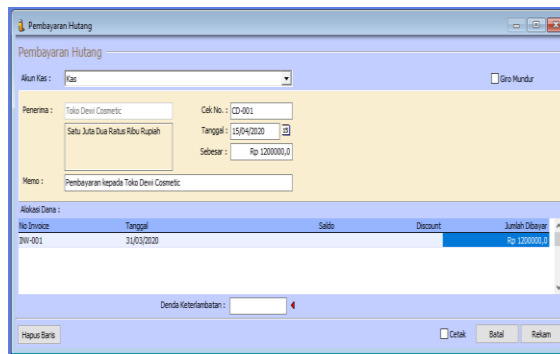 Pembayaran Hutang
Pembayaran Hutang
Akun Kas : Kas Giro Mundur
Penerima : Toko Dewi Cosmetic Cek No. : CD-001
Satu Juta Dua Ratus Ribu Rupiah Tanggal : 15/04/2020
Sebesar : Rp 1200000,0
Memo : Pembayaran kepada Toko Dewi Cosmetic
Alokasi Dana :
No Invoice Tanggal Saldo Discount Jumlah Dibayar
INW-001 31/03/2020 Rp 1200000,0
Denda Keterlambatan :
Hapus Baris Cetak Batal Rekam